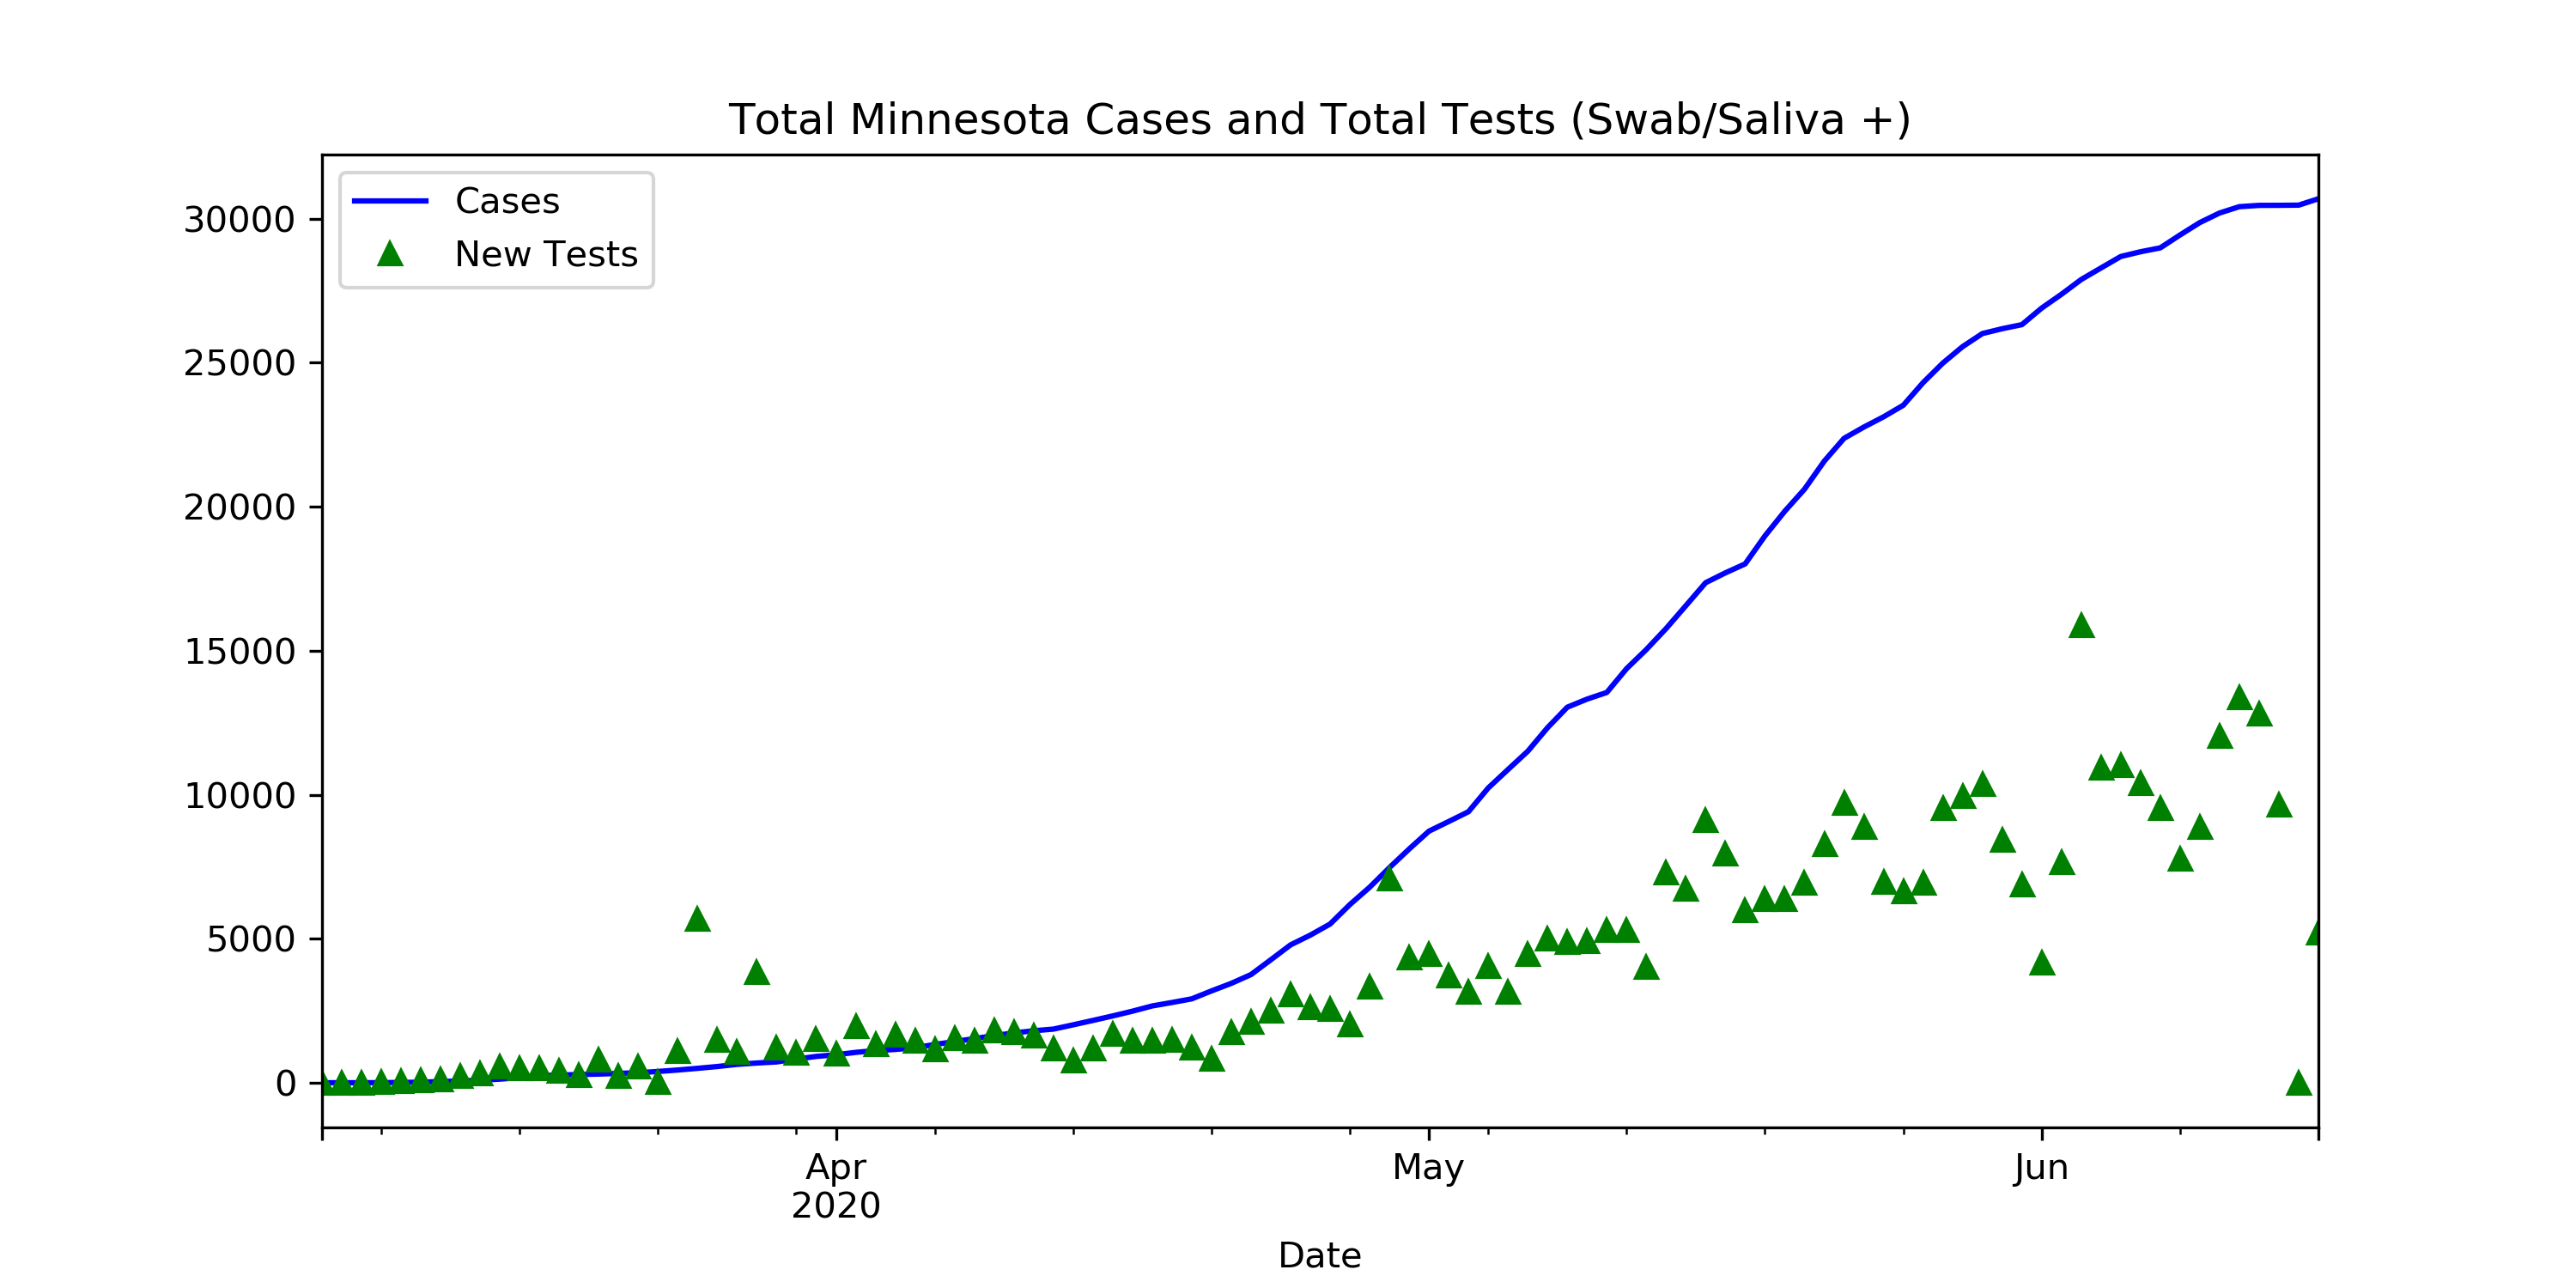 Total Minnesota Cases and Total Tests (Swab/Saliva +)
Cases
New Tests
30000
25000
20000
15000
10000
5000
0
Apr
2020
May
Jun
Date